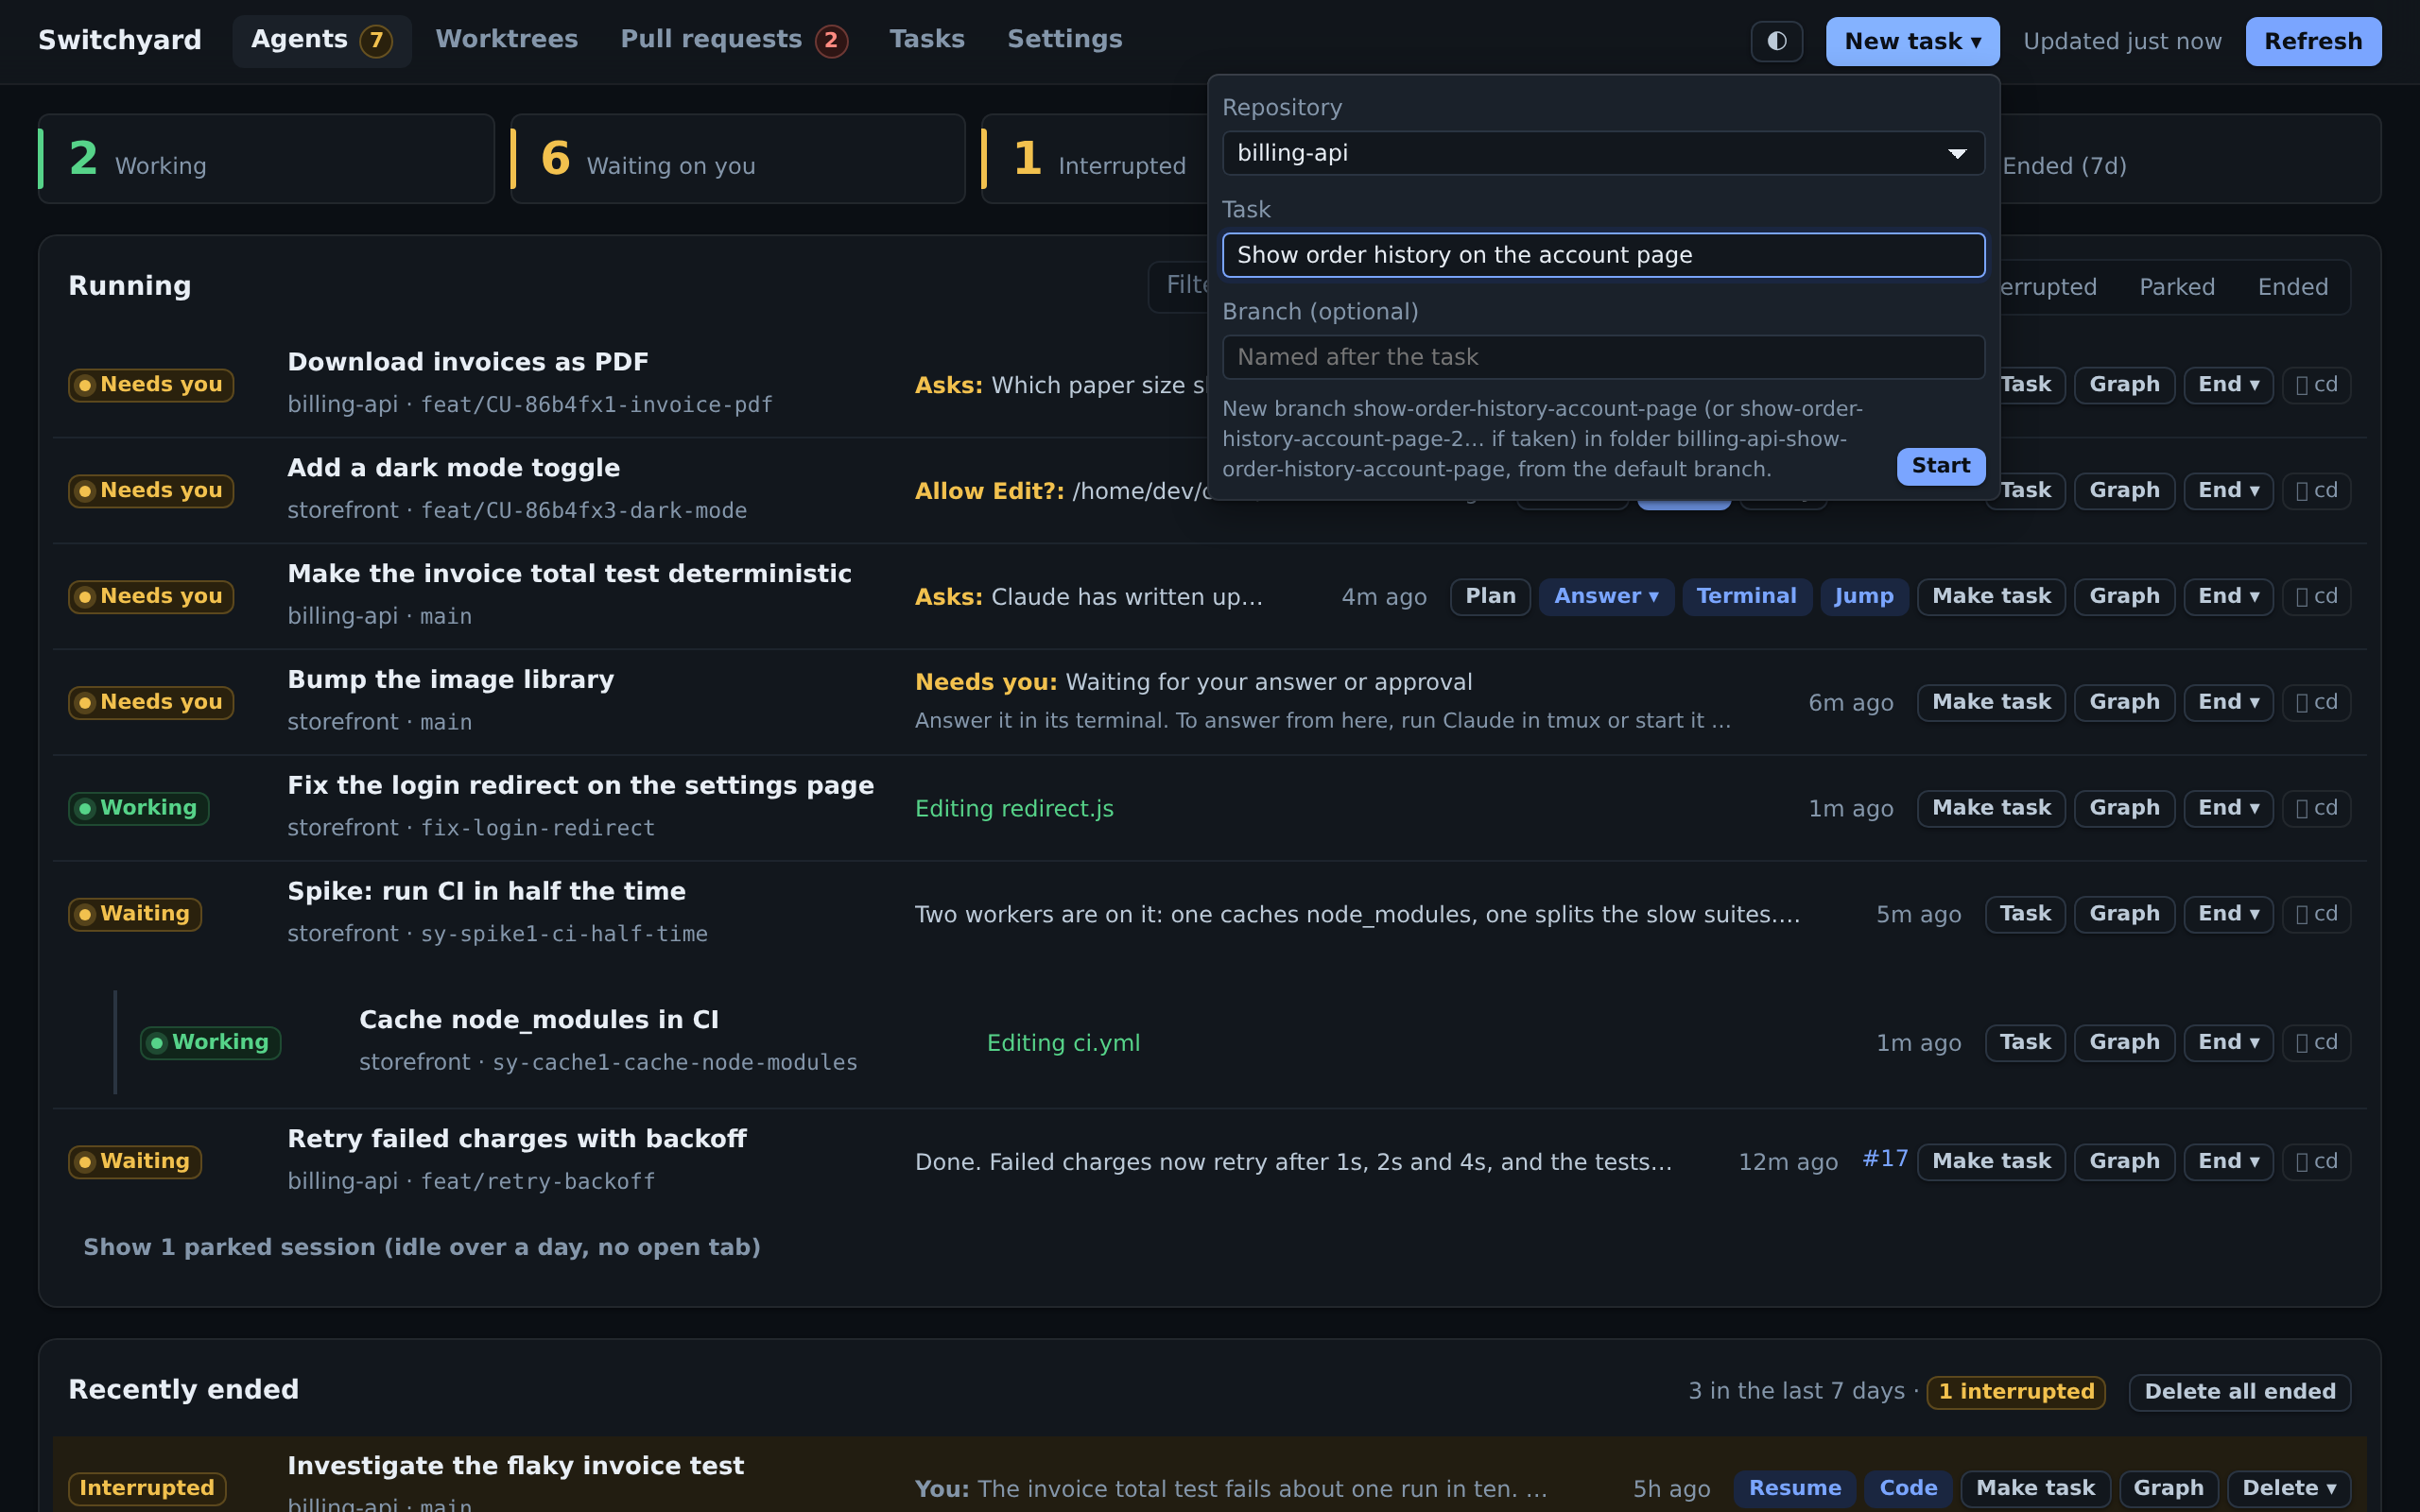 Switchyard Agents 7 Worktrees Pull requests 2 Tasks Settings New task ▾ Updated just now Refresh
2 Working
6 Waiting on you
1 Interrupted
Ended (7d)
Repository
billing-api
Task
Show order history on the account page
Branch (optional)
Named after the task
New branch show-order-history-account-page (or show-order-
history-account-page-2… if taken) in folder billing-api-show-
order-history-account-page, from the default branch.
Start
Running Parked Ended
Download invoices as PDF
Needs you Asks: Which paper size Task Graph End ▾ cd
billing-api · feat/CU-86b4fx1-invoice-pdf
Add a dark mode toggle
Needs you Allow Edit?: /home/dev/ Task Graph End ▾ cd
storefront · feat/CU-86b4fx3-dark-mode
Make the invoice total test deterministic
Needs you Asks: Claude has written up… 4m ago Plan Answer ▾ Terminal Jump Make task Graph End ▾ cd
billing-api · main
Bump the image library
Needs you Needs you: Waiting for your answer or approval 6m ago Make task Graph End ▾ cd
storefront · main
Answer it in its terminal. To answer from here, run Claude in tmux or start it …
Fix the login redirect on the settings page
Working Editing redirect.js 1m ago Make task Graph End ▾ cd
storefront · fix-login-redirect
Spike: run CI in half the time
Waiting Two workers are on it: one caches node_modules, one splits the slow suites.… 5m ago Task Graph End ▾ cd
storefront · sy-spike1-ci-half-time
Cache node_modules in CI
Working Editing ci.yml 1m ago Task Graph End ▾ cd
storefront · sy-cache1-cache-node-modules
Retry failed charges with backoff
Waiting Done. Failed charges now retry after 1s, 2s and 4s, and the tests… 12m ago #17 Make task Graph End ▾ cd
billing-api · feat/retry-backoff
Show 1 parked session (idle over a day, no open tab)
Recently ended 3 in the last 7 days · 1 interrupted Delete all ended
Investigate the flaky invoice test
Interrupted You: The invoice total test fails about one run in ten. … 5h ago Resume Code Make task Graph Delete ▾
billing-api · main